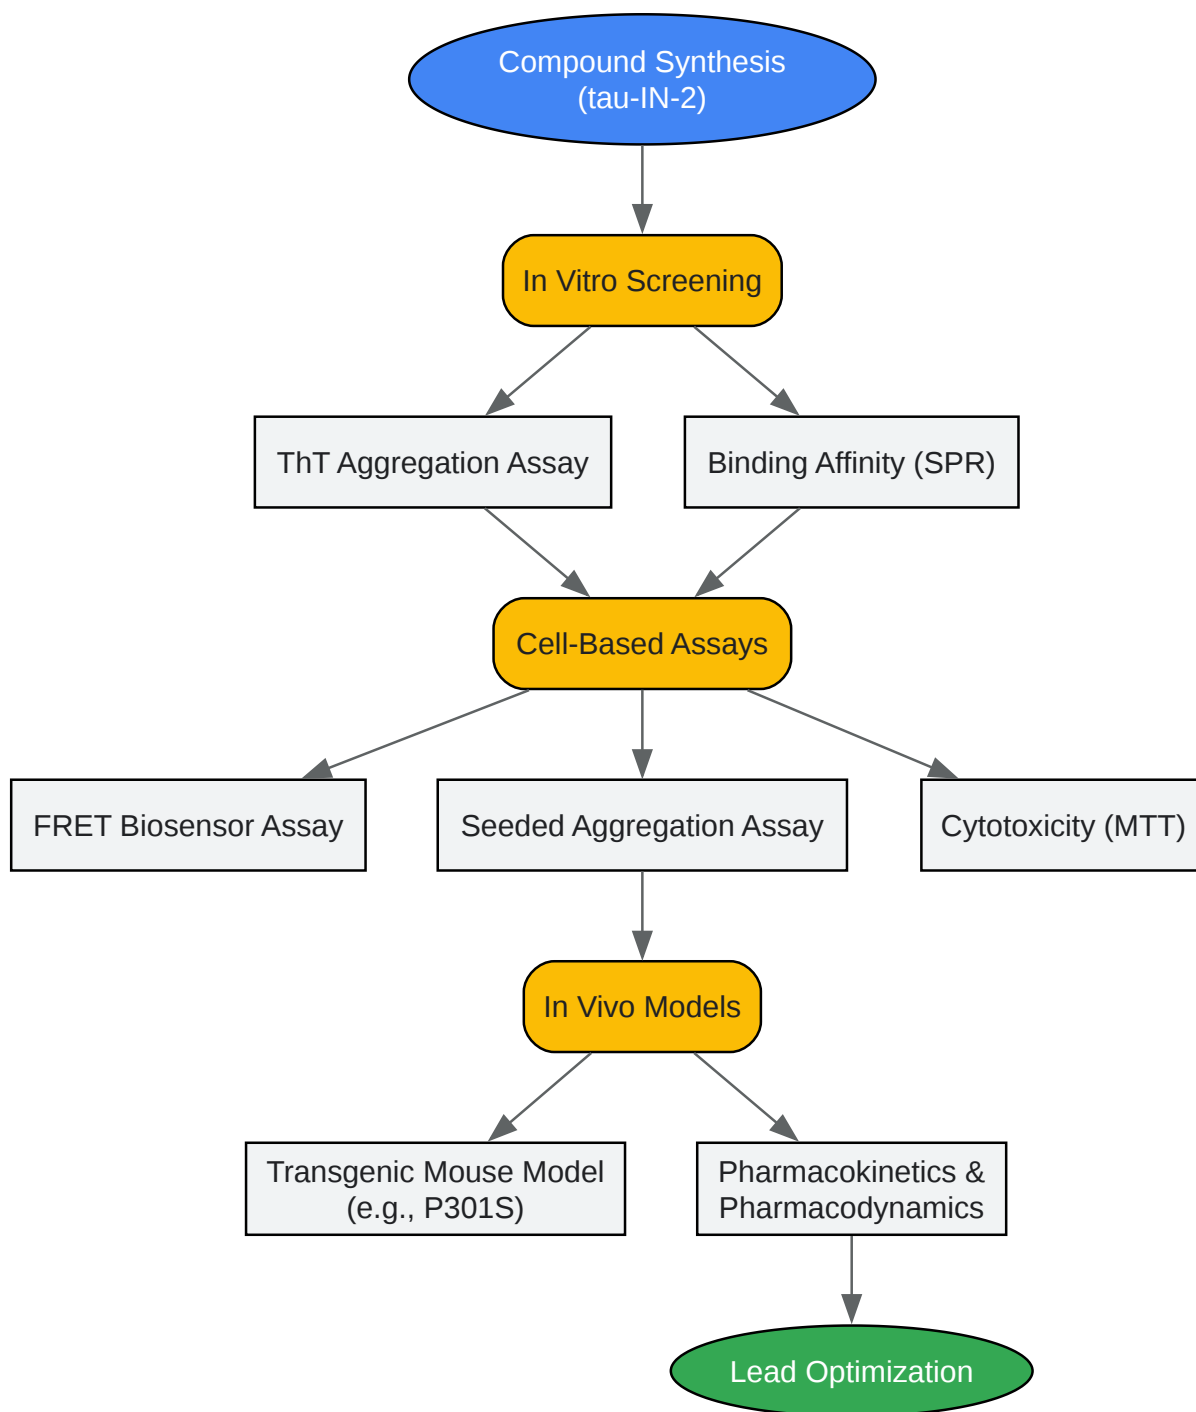 Compound Synthesis
(tau-IN-2)
In Vitro Screening
ThT Aggregation Assay
Binding Affinity (SPR)
Cell-Based Assays
FRET Biosensor Assay
Seeded Aggregation Assay
Cytotoxicity (MTT)
In Vivo Models
Transgenic Mouse Model
(e.g., P301S)
Pharmacokinetics &
Pharmacodynamics
Lead Optimization